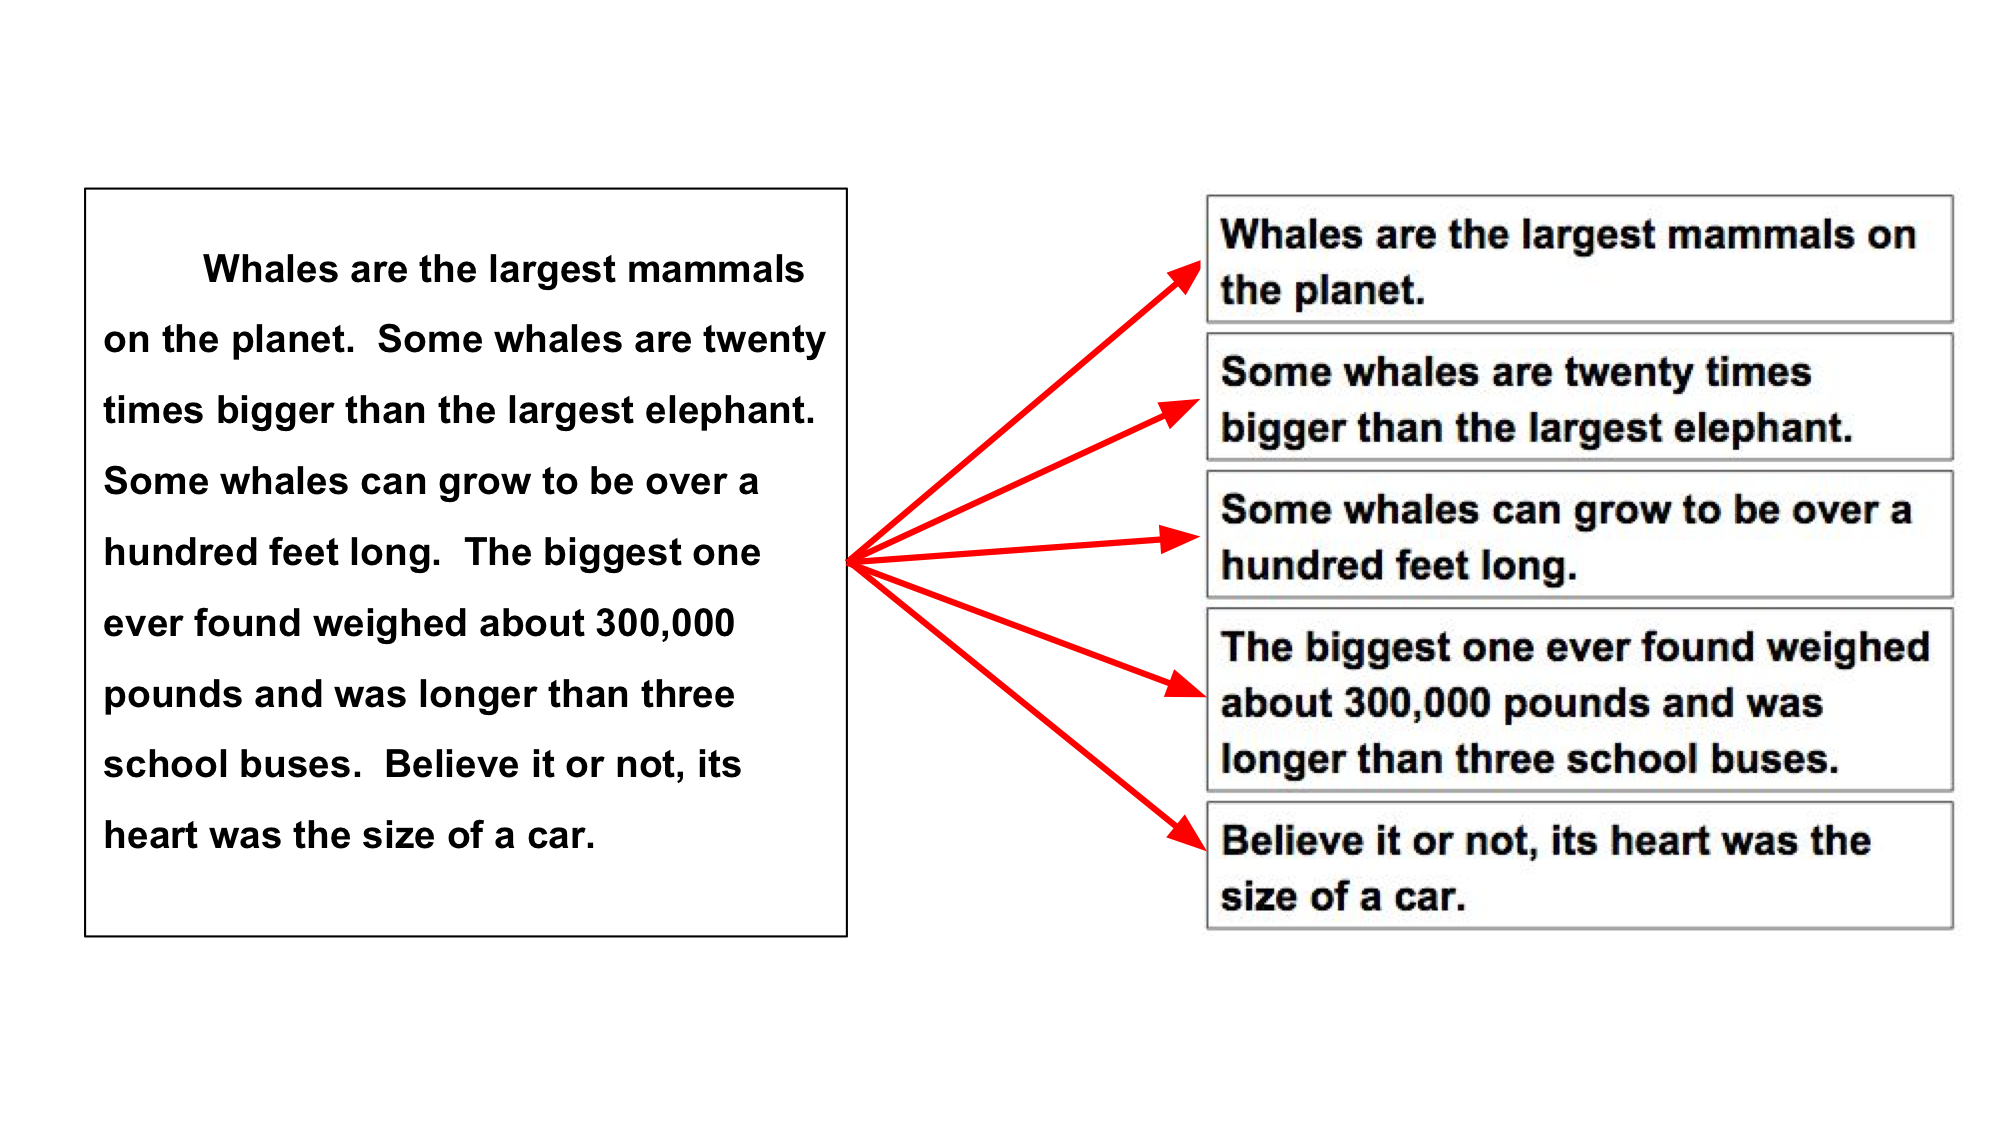 Whales are the largest mammals
on the planet.  Some whales are twenty
times bigger than the largest elephant.
Some whales can grow to be over a
hundred feet long.  The biggest one
ever found weighed about 300,000
pounds and was longer than three
school buses.  Believe it or not, its
heart was the size of a car.
Whales are the largest mammals on
the planet.
Some whales are twenty times
bigger than the largest elephant.
Some whales can grow to be over a
hundred feet long.
The biggest one ever found weighed
about 300,000 pounds and was
longer than three school buses.
Believe it or not, its heart was the
size of a car.